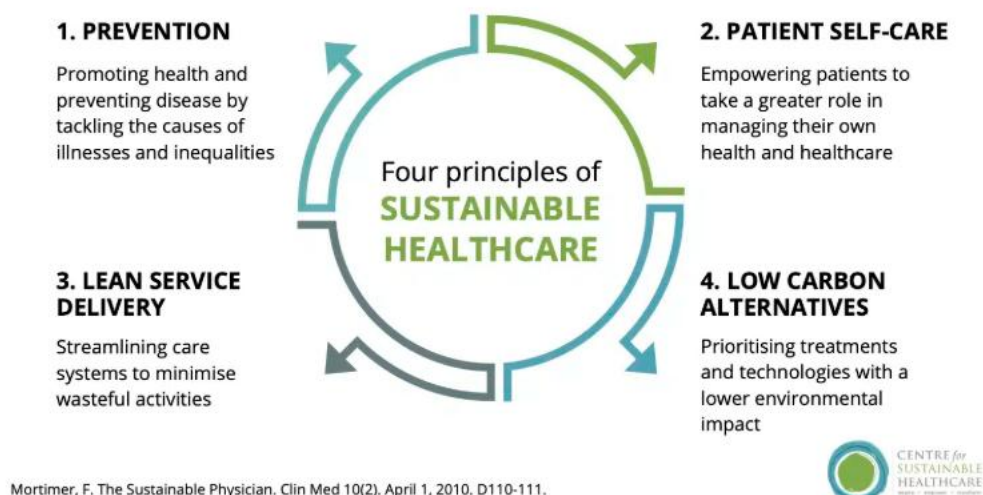 1. PREVENTION
Promoting health and
preventing disease by
tackling the causes of
illnesses and inequalities
2. PATIENT SELF-CARE
Empowering patients to
take a greater role in
managing their own
health and healthcare
Four principles of
SUSTAINABLE
HEALTHCARE
3. LEAN SERVICE
DELIVERY
Streamlining care
systems to minimise
wasteful activities
4. LOW CARBON
ALTERNATIVES
Prioritising treatments
and technologies with a
lower environmental
impact
Mortimer, F. The Sustainable Physician. Clin Med 10(2). April 1, 2010. D110-111.
CENTRE for
SUSTAINABLE
HEALTHCARE